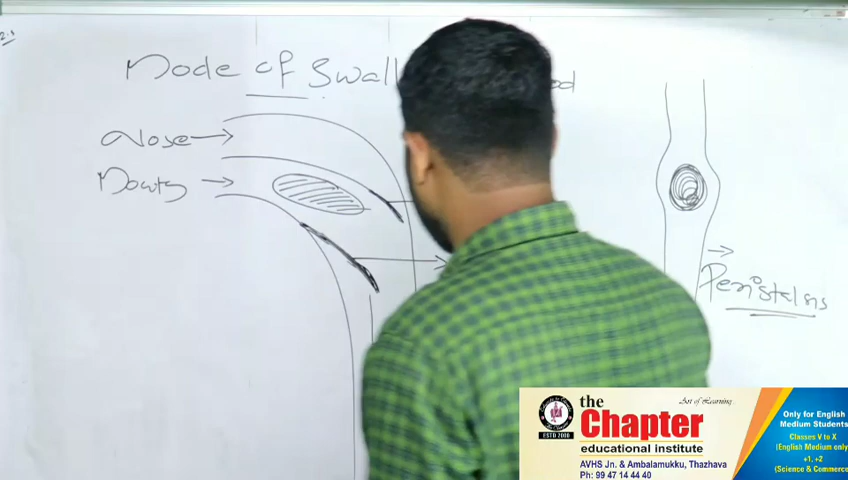 Mode of Swall
od
Nose
Mouth
Peristalsis
the
Chapter
Art of Learning
educational institute
AVHS Jn. & Ambalamukku, Thazhava
Ph: 99 47 14 44 40
ESTD 2000
Only for English
Medium Students
Classes V to X
(English Medium only)
+1, +2
(Science & Commerce